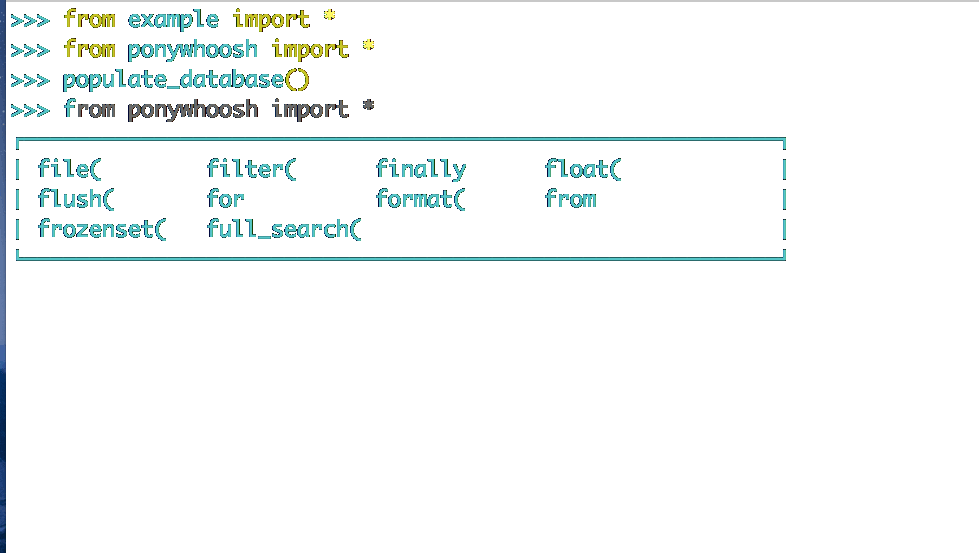 >>> from example import *
>>> from ponywhoosh import *
>>> populate_database()
>>> from ponywhoosh import *
file( filter( finally float(
flush( for format( from
frozenset( full_search(